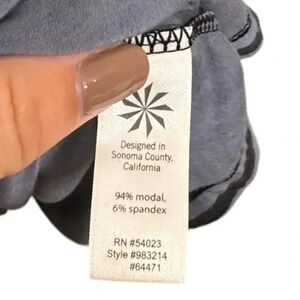 Designed in
Sonoma County,
California
94% modal,
6% spandex
RN #54023
Style #983214
#64471